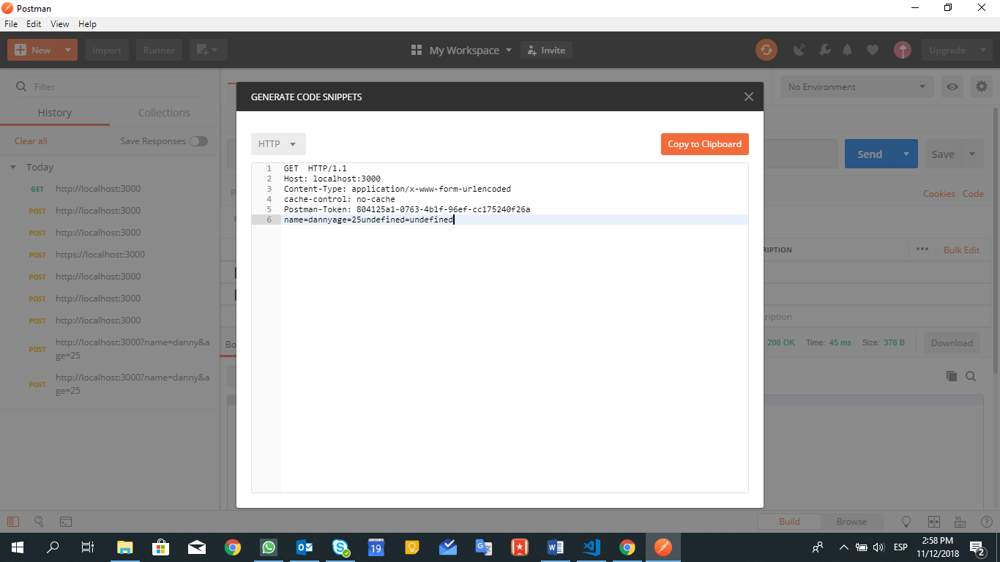 Postman
File Edit View Help
New Import Runner My Workspace Invite Upgrade
Filter
History Collections
Clear all Save Responses
Today
GET http://localhost:3000
POST http://localhost:3000
POST http://localhost:3000
POST https://localhost:3000
POST http://localhost:3000
POST http://localhost:3000
POST http://localhost:3000
POST http://localhost:3000?name=danny&a
ge=25
POST http://localhost:3000?name=danny&a
ge=25
GENERATE CODE SNIPPETS
HTTP Copy to Clipboard
1 GET  HTTP/1.1
2 Host: localhost:3000
3 Content-Type: application/x-www-form-urlencoded
4 cache-control: no-cache
5 Postman-Token: 804125a1-0763-4b1f-96ef-cc175240f26a
6 name=dannyage=25undefined=undefined
No Environment
Send Save
Cookies Code
RIPTION Bulk Edit
ription
Bo
200 OK Time: 45 ms Size: 376 B Download
Build Browse
19
ESP
2:58 PM
11/12/2018
2